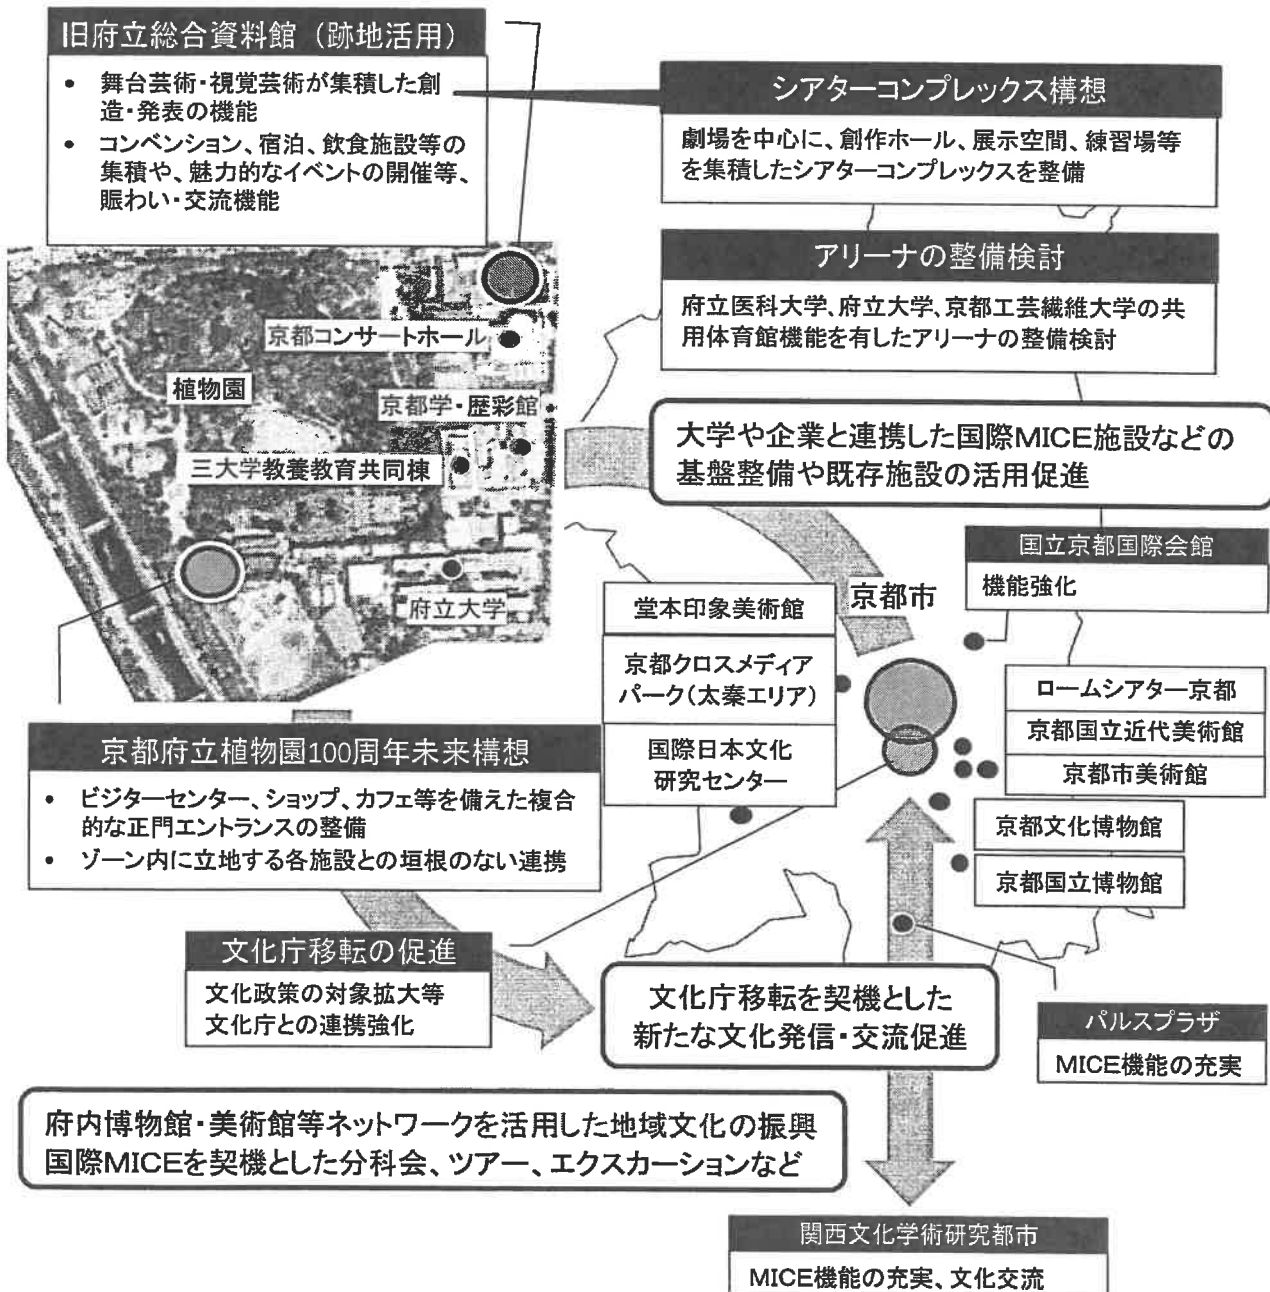 旧府立総合資料館（跡地活用）
• 舞台芸術・視覚芸術が集積した創
造・発表の機能
• コンベンション、宿泊、飲食施設等の
集積や、魅力的なイベントの開催等、
賑わい・交流機能
シアターコンプレックス構想
劇場を中心に、創作ホール、展示空間、練習場等
を集積したシアターコンプレックスを整備
アリーナの整備検討
府立医科大学、府立大学、京都工芸繊維大学の共
用体育館機能を有したアリーナの整備検討
京都コンサートホール
植物園
京都学・歴彩館
三大学教養教育共同棟
府立大学
大学や企業と連携した国際MICE施設などの
基盤整備や既存施設の活用促進
国立京都国際会館
機能強化
京都市
堂本印象美術館
京都クロスメディア
パーク(太秦エリア)
国際日本文化
研究センター
ロームシアター京都
京都国立近代美術館
京都市美術館
京都文化博物館
京都国立博物館
京都府立植物園100周年未来構想
• ビジターセンター、ショップ、カフェ等を備えた複合
的な正門エントランスの整備
• ゾーン内に立地する各施設との垣根のない連携
文化庁移転の促進
文化政策の対象拡大等
文化庁との連携強化
文化庁移転を契機とした
新たな文化発信・交流促進
パルスプラザ
MICE機能の充実
府内博物館・美術館等ネットワークを活用した地域文化の振興
国際MICEを契機とした分科会、ツアー、エクスカーションなど
関西文化学術研究都市
MICE機能の充実、文化交流